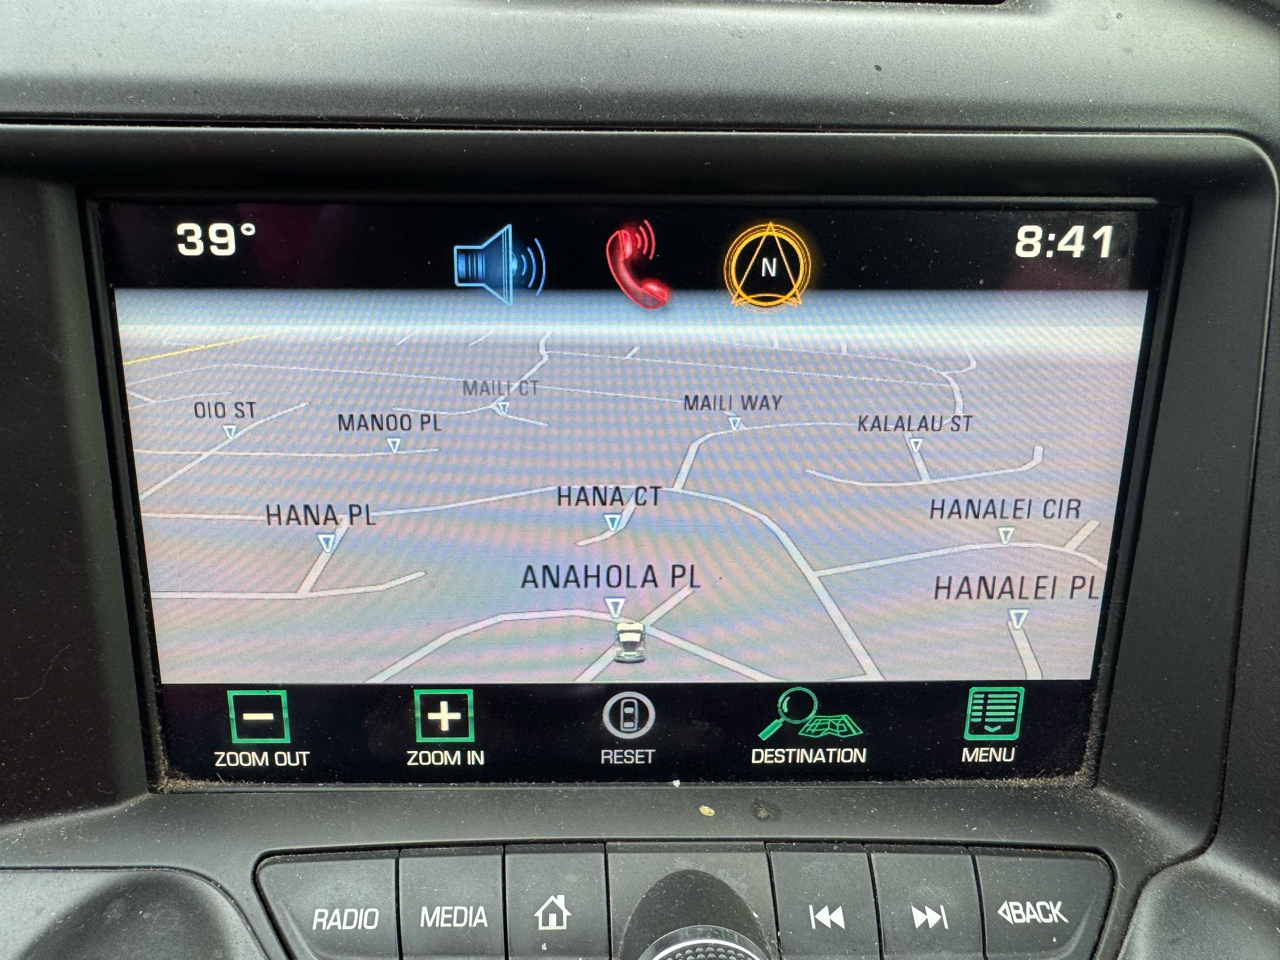 39°
N
8:41
MAILI CT
OIO ST
MANOO PL
MAILI WAY
KALALAU ST
HANA PL
HANA CT
HANALEI CIR
ANAHOLA PL
HANALEI PL
ZOOM OUT
ZOOM IN
RESET
DESTINATION
MENU
RADIO
MEDIA
BACK